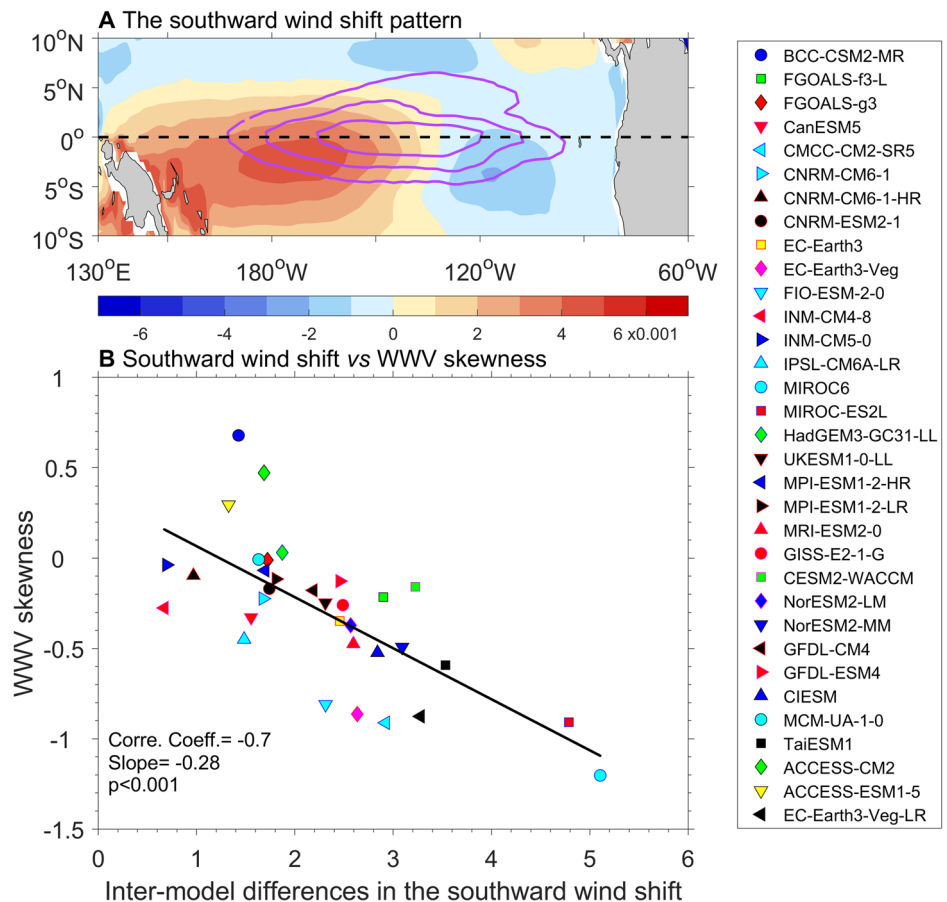 A The southward wind shift pattern
10°N
5°N
0°
5°S
10°S
130°E 180°W 120°W 60°W
-6 -4 -2 0 2 4 6 x0.001
B Southward wind shift vs WWV skewness
1
0.5
0
-0.5
-1
-1.5
WWV skewness
Corre. Coeff.= -0.7
Slope= -0.28
p<0.001
0 1 2 3 4 5 6
Inter-model differences in the southward wind shift
BCC-CSM2-MR
FGOALS-f3-L
FGOALS-g3
CanESM5
CMCC-CM2-SR5
CNRM-CM6-1
CNRM-CM6-1-HR
CNRM-ESM2-1
EC-Earth3
EC-Earth3-Veg
FIO-ESM-2-0
INM-CM4-8
INM-CM5-0
IPSL-CM6A-LR
MIROC6
MIROC-ES2L
HadGEM3-GC31-LL
UKESM1-0-LL
MPI-ESM1-2-HR
MPI-ESM1-2-LR
MRI-ESM2-0
GISS-E2-1-G
CESM2-WACCM
NorESM2-LM
NorESM2-MM
GFDL-CM4
GFDL-ESM4
CIESM
MCM-UA-1-0
TaiESM1
ACCESS-CM2
ACCESS-ESM1-5
EC-Earth3-Veg-LR